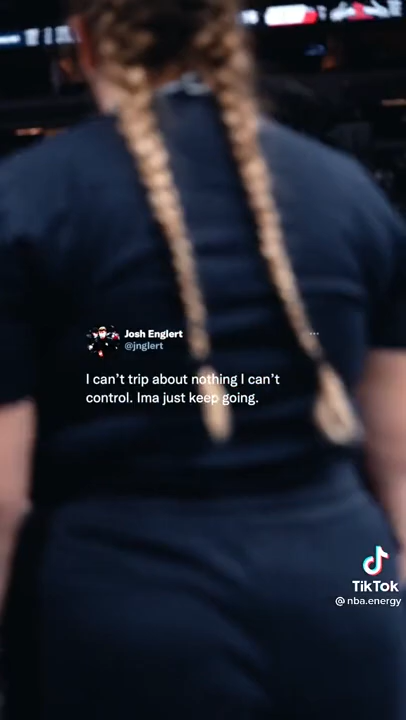 Josh Englert
@jnglert
I can't trip about nothing I can't
control. Ima just keep going.
TikTok
@nba.energy